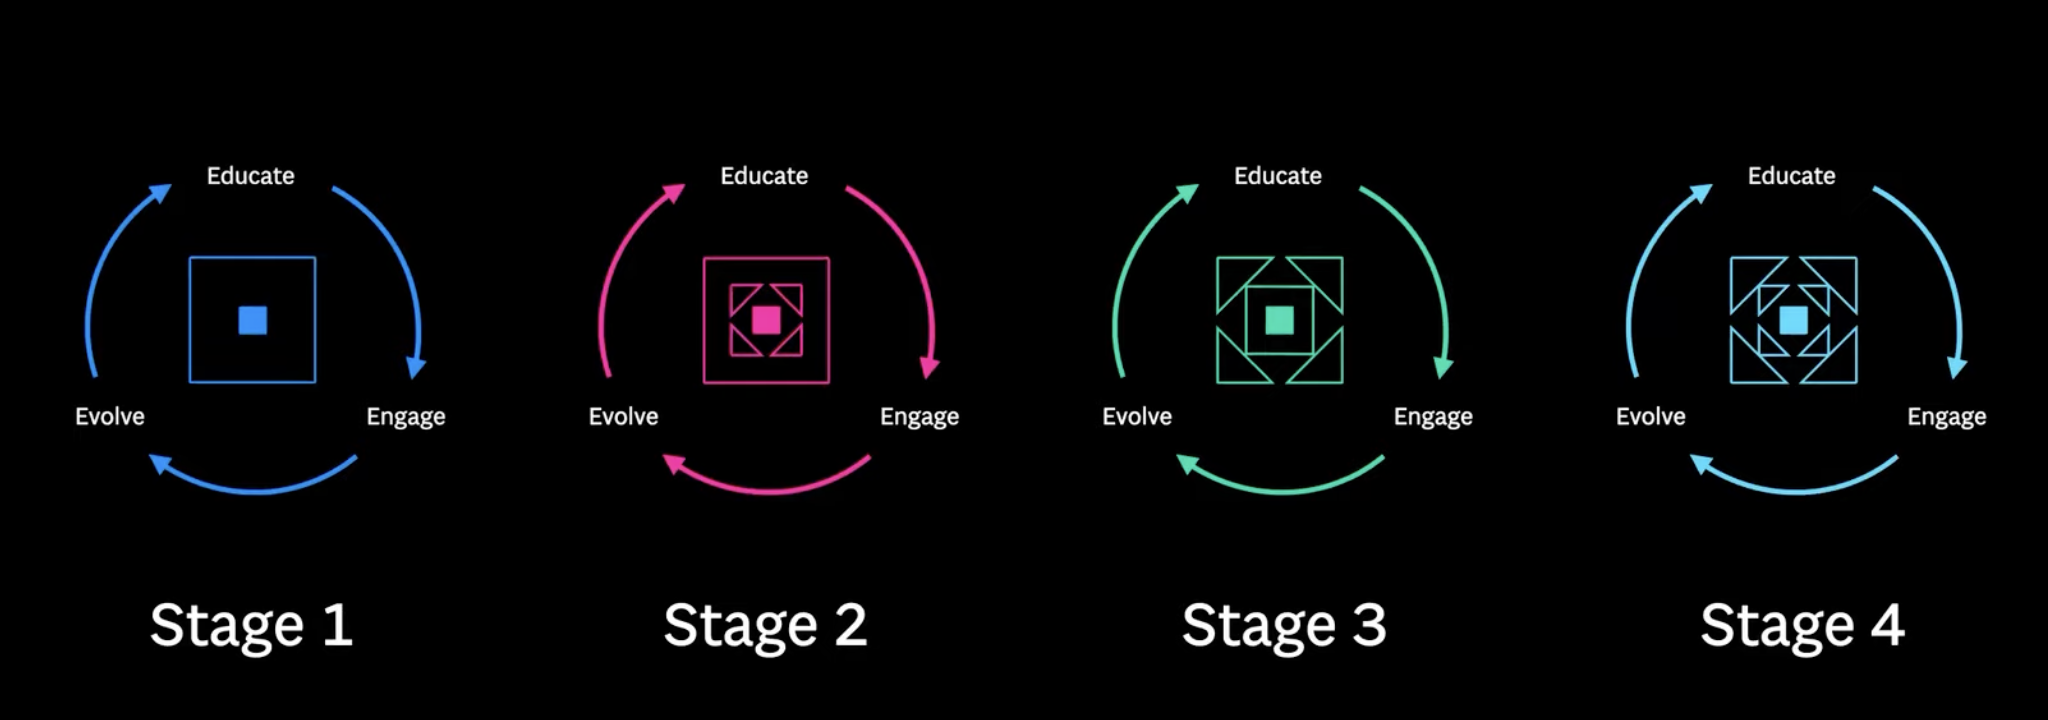 Educate
Evolve
Engage
Stage 1
Educate
Evolve
Engage
Stage 2
Educate
Evolve
Engage
Stage 3
Educate
Evolve
Engage
Stage 4